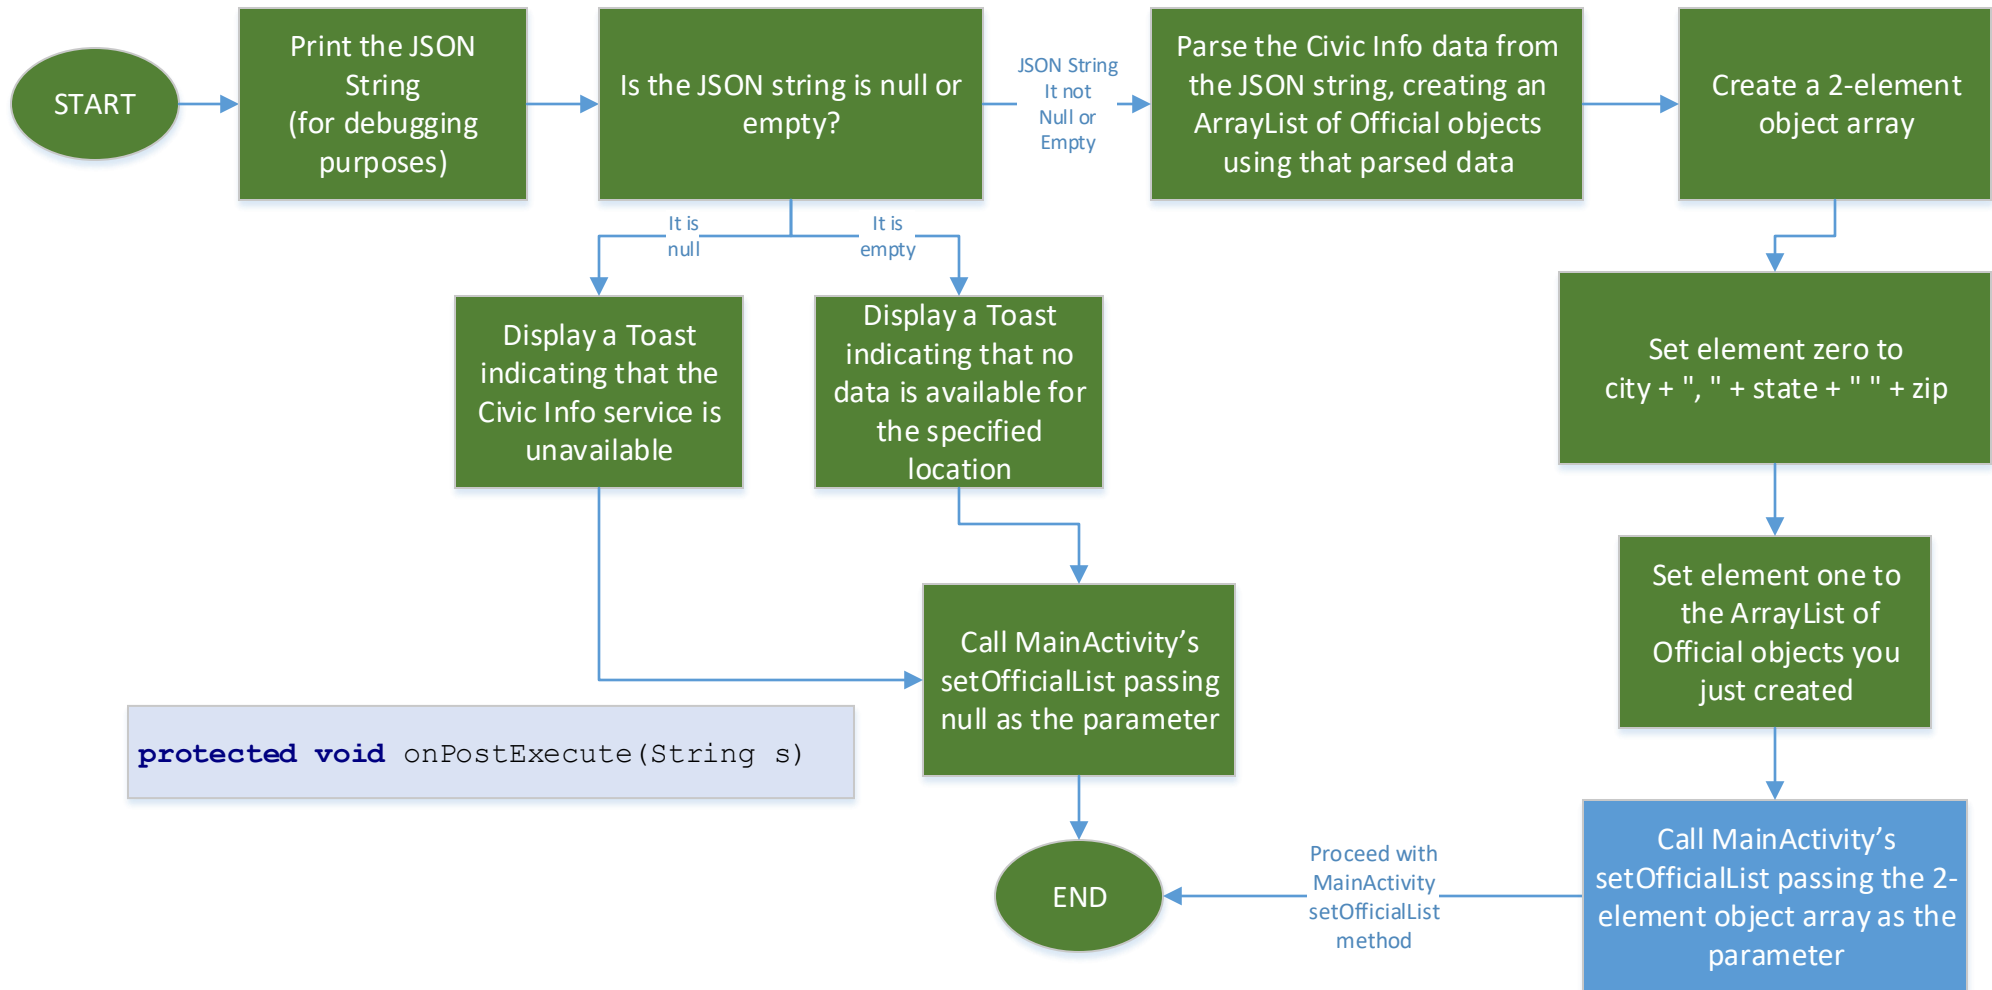 START
Print the JSON
String
(for debugging
purposes)
Is the JSON string is null or
empty?
JSON String
It not
Null or
Empty
Parse the Civic Info data from
the JSON string, creating an
ArrayList of Official objects
using that parsed data
Create a 2-element
object array
It is
null
It is
empty
Display a Toast
indicating that the
Civic Info service is
unavailable
Display a Toast
indicating that no
data is available for
the specified
location
Set element zero to
city + ", " + state + " " + zip
Set element one to
the ArrayList of
Official objects you
just created
Call MainActivity’s
setOfficialList passing
null as the parameter
protected void onPostExecute(String s)
Call MainActivity’s
setOfficialList passing the 2-
element object array as the
parameter
Proceed with
MainActivity
setOfficialList
method
END